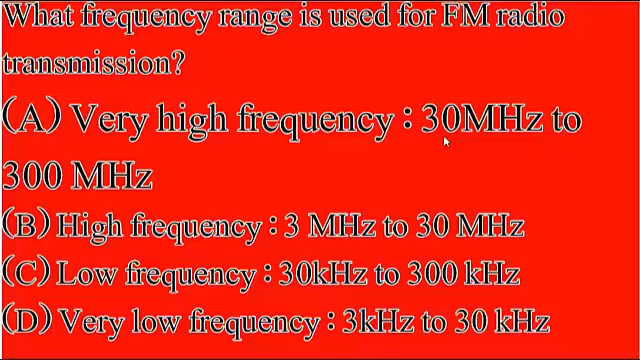 What frequency range is used for FM radio
transmission?
(A) Very high frequency : 30MHz to
300 MHz
(B) High frequency : 3 MHz to 30 MHz
(C) Low frequency : 30kHz to 300 kHz
(D) Very low frequency : 3kHz to 30 kHz